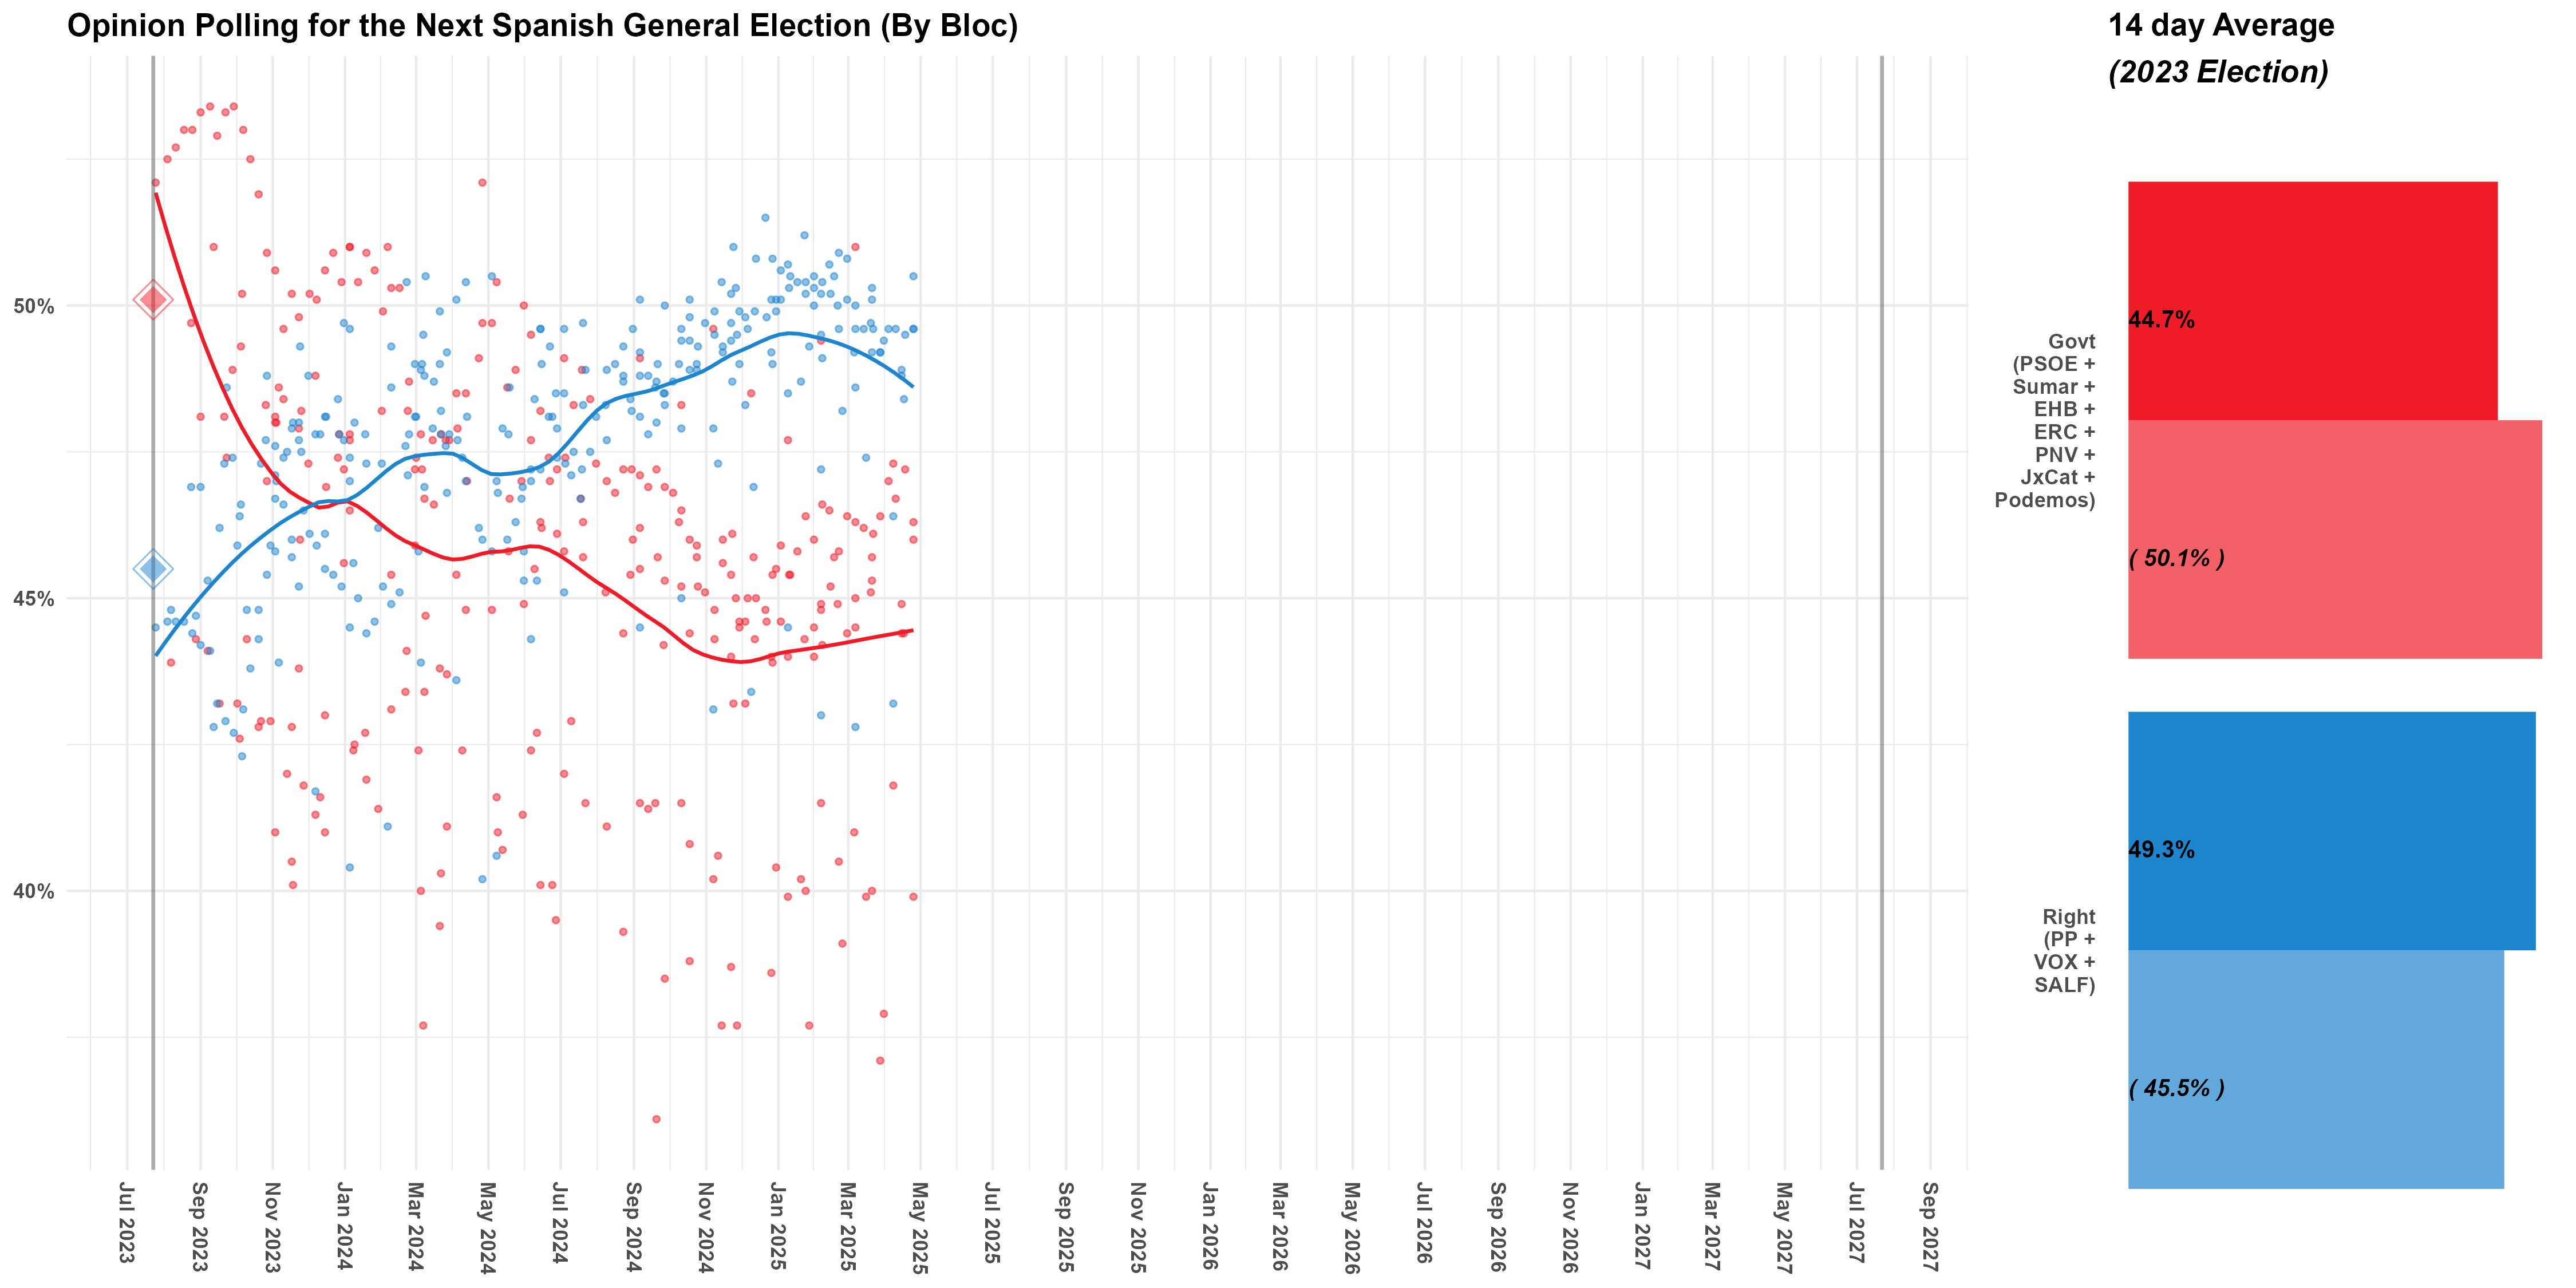 Opinion Polling for the Next Spanish General Election (By Bloc)
14 day Average
(2023 Election)
50%
45%
40%
Jul 2023
Sep 2023
Nov 2023
Jan 2024
Mar 2024
May 2024
Jul 2024
Sep 2024
Nov 2024
Jan 2025
Mar 2025
May 2025
Jul 2025
Sep 2025
Nov 2025
Jan 2026
Mar 2026
May 2026
Jul 2026
Sep 2026
Nov 2026
Jan 2027
Mar 2027
May 2027
Jul 2027
Sep 2027
Govt
(PSOE +
Sumar +
EHB +
ERC +
PNV +
JxCat +
Podemos)
44.7%
( 50.1% )
Right
(PP +
VOX +
SALF)
49.3%
( 45.5% )